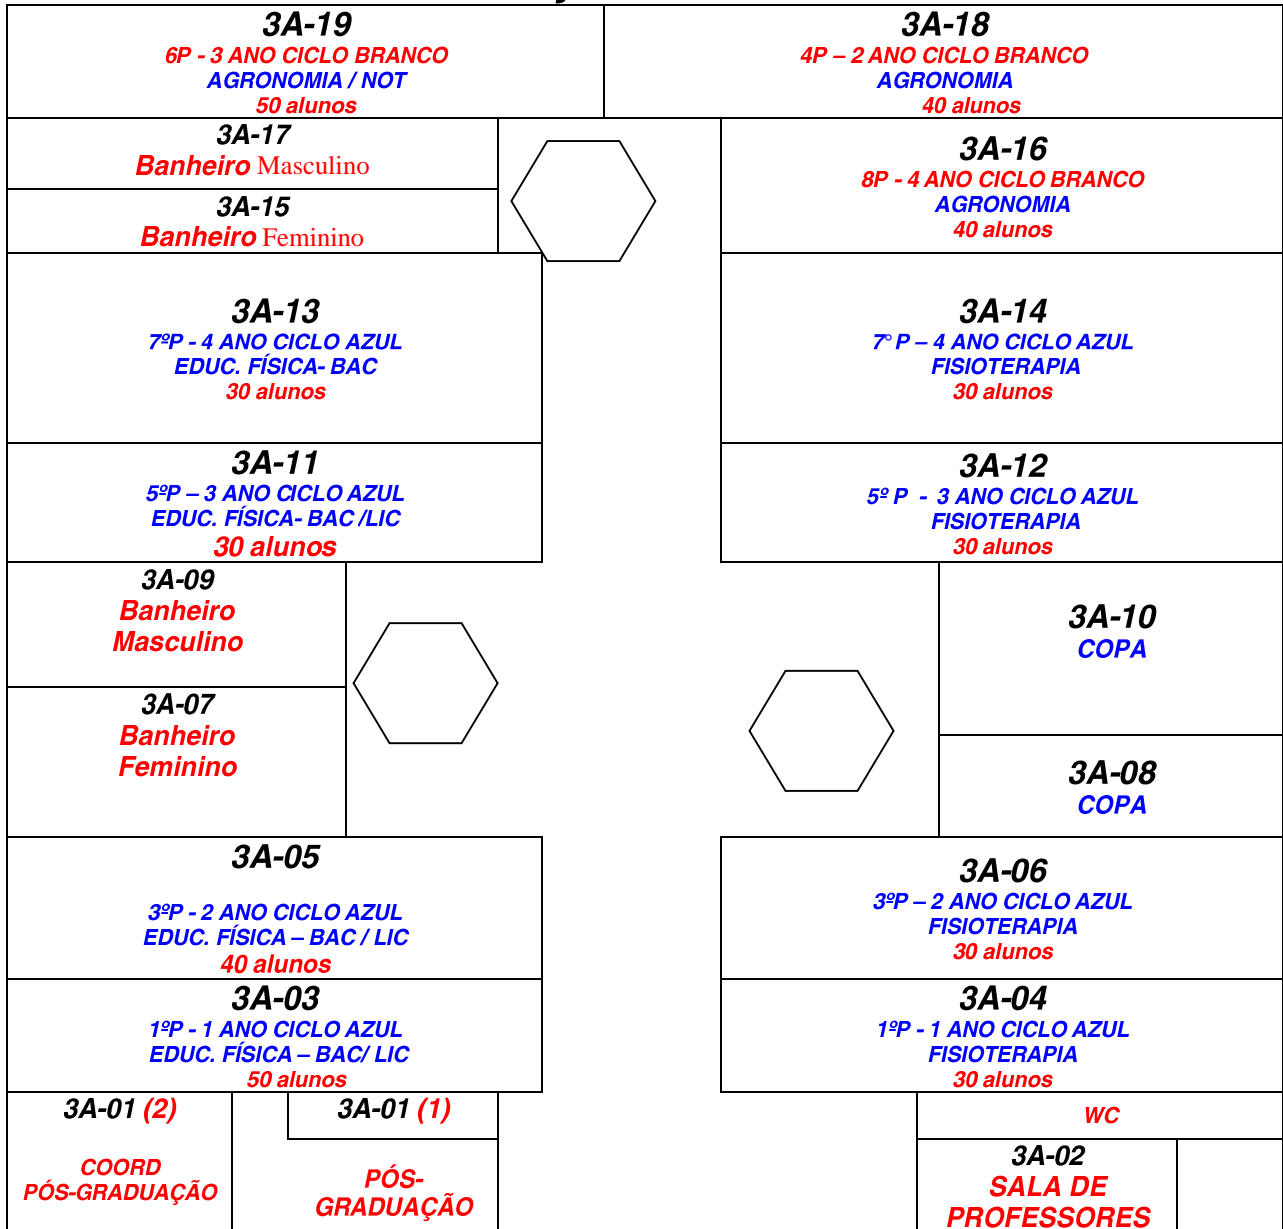 3A-19
6P - 3 ANO CICLO BRANCO
AGRONOMIA / NOT
50 alunos
3A-18
4P – 2 ANO CICLO BRANCO
AGRONOMIA
40 alunos
3A-17
Banheiro Masculino
3A-15
Banheiro Feminino
3A-16
8P - 4 ANO CICLO BRANCO
AGRONOMIA
40 alunos
3A-13
7ºP - 4 ANO CICLO AZUL
EDUC. FÍSICA- BAC
30 alunos
3A-14
7° P – 4 ANO CICLO AZUL
FISIOTERAPIA
30 alunos
3A-11
5ºP – 3 ANO CICLO AZUL
EDUC. FÍSICA- BAC /LIC
30 alunos
3A-12
5º P - 3 ANO CICLO AZUL
FISIOTERAPIA
30 alunos
3A-09
Banheiro
Masculino
3A-10
COPA
3A-07
Banheiro
Feminino
3A-08
COPA
3A-05
3ºP - 2 ANO CICLO AZUL
EDUC. FÍSICA – BAC / LIC
40 alunos
3A-06
3ºP – 2 ANO CICLO AZUL
FISIOTERAPIA
30 alunos
3A-03
1ºP - 1 ANO CICLO AZUL
EDUC. FÍSICA – BAC/ LIC
50 alunos
3A-04
1ºP - 1 ANO CICLO AZUL
FISIOTERAPIA
30 alunos
3A-01 (2)
COORD
PÓS-GRADUAÇÃO
3A-01 (1)
PÓS-
GRADUAÇÃO
WC
3A-02
SALA DE
PROFESSORES